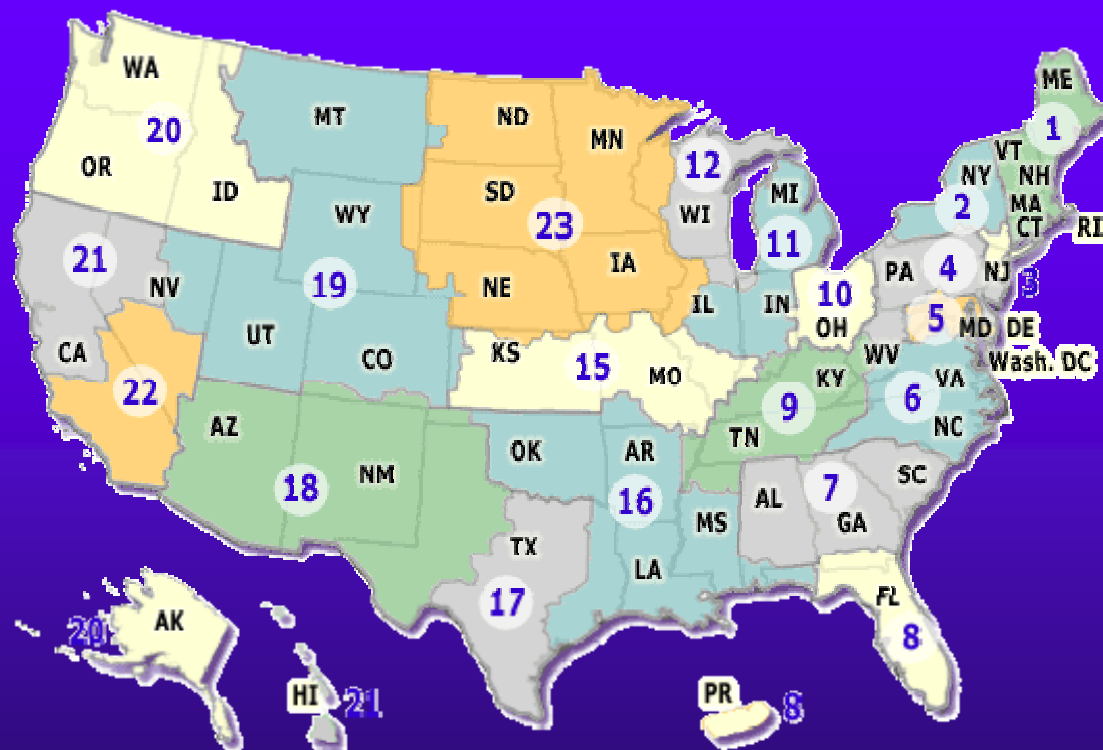 WA
20
OR
ID
MT
WY
19
UT
CO
ND
MN
SD
23
NE
IA
12
WI
MI
11
ME
1
VT
NH
NY
2
MA
CT
RI
PA
4
NJ
3
21
NV
CA
22
IL
IN
10
OH
5
MD
DE
Wash. DC
WV
VA
6
NC
KS
15
MO
KY
9
TN
AZ
18
NM
OK
AR
16
LA
MS
AL
7
GA
SC
TX
17
FL
8
20
AK
HI
21
PR
8